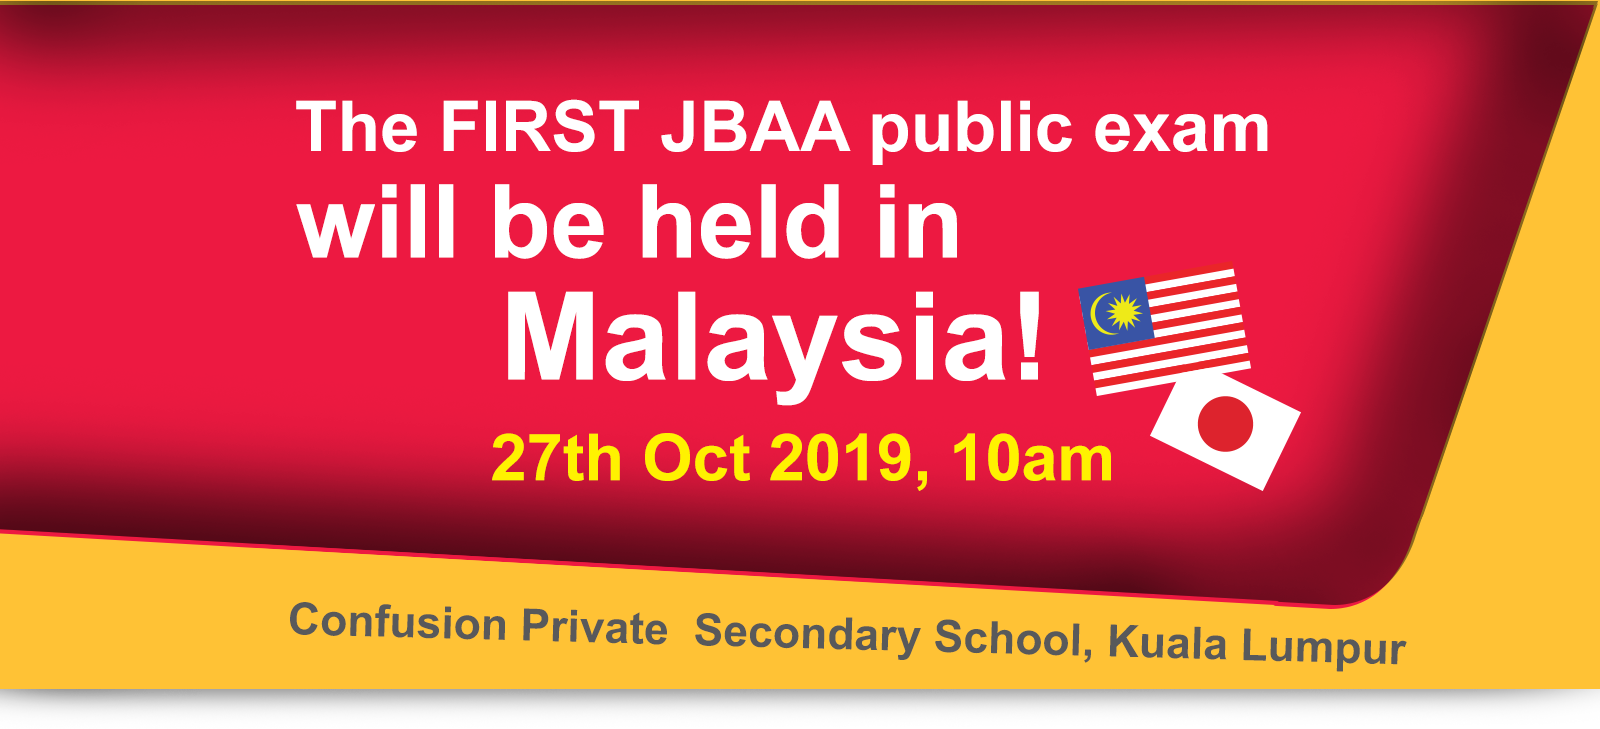 The FIRST JBAA public exam
will be held in
Malaysia!
27th Oct 2019, 10am
Confusion Private Secondary School, Kuala Lumpur